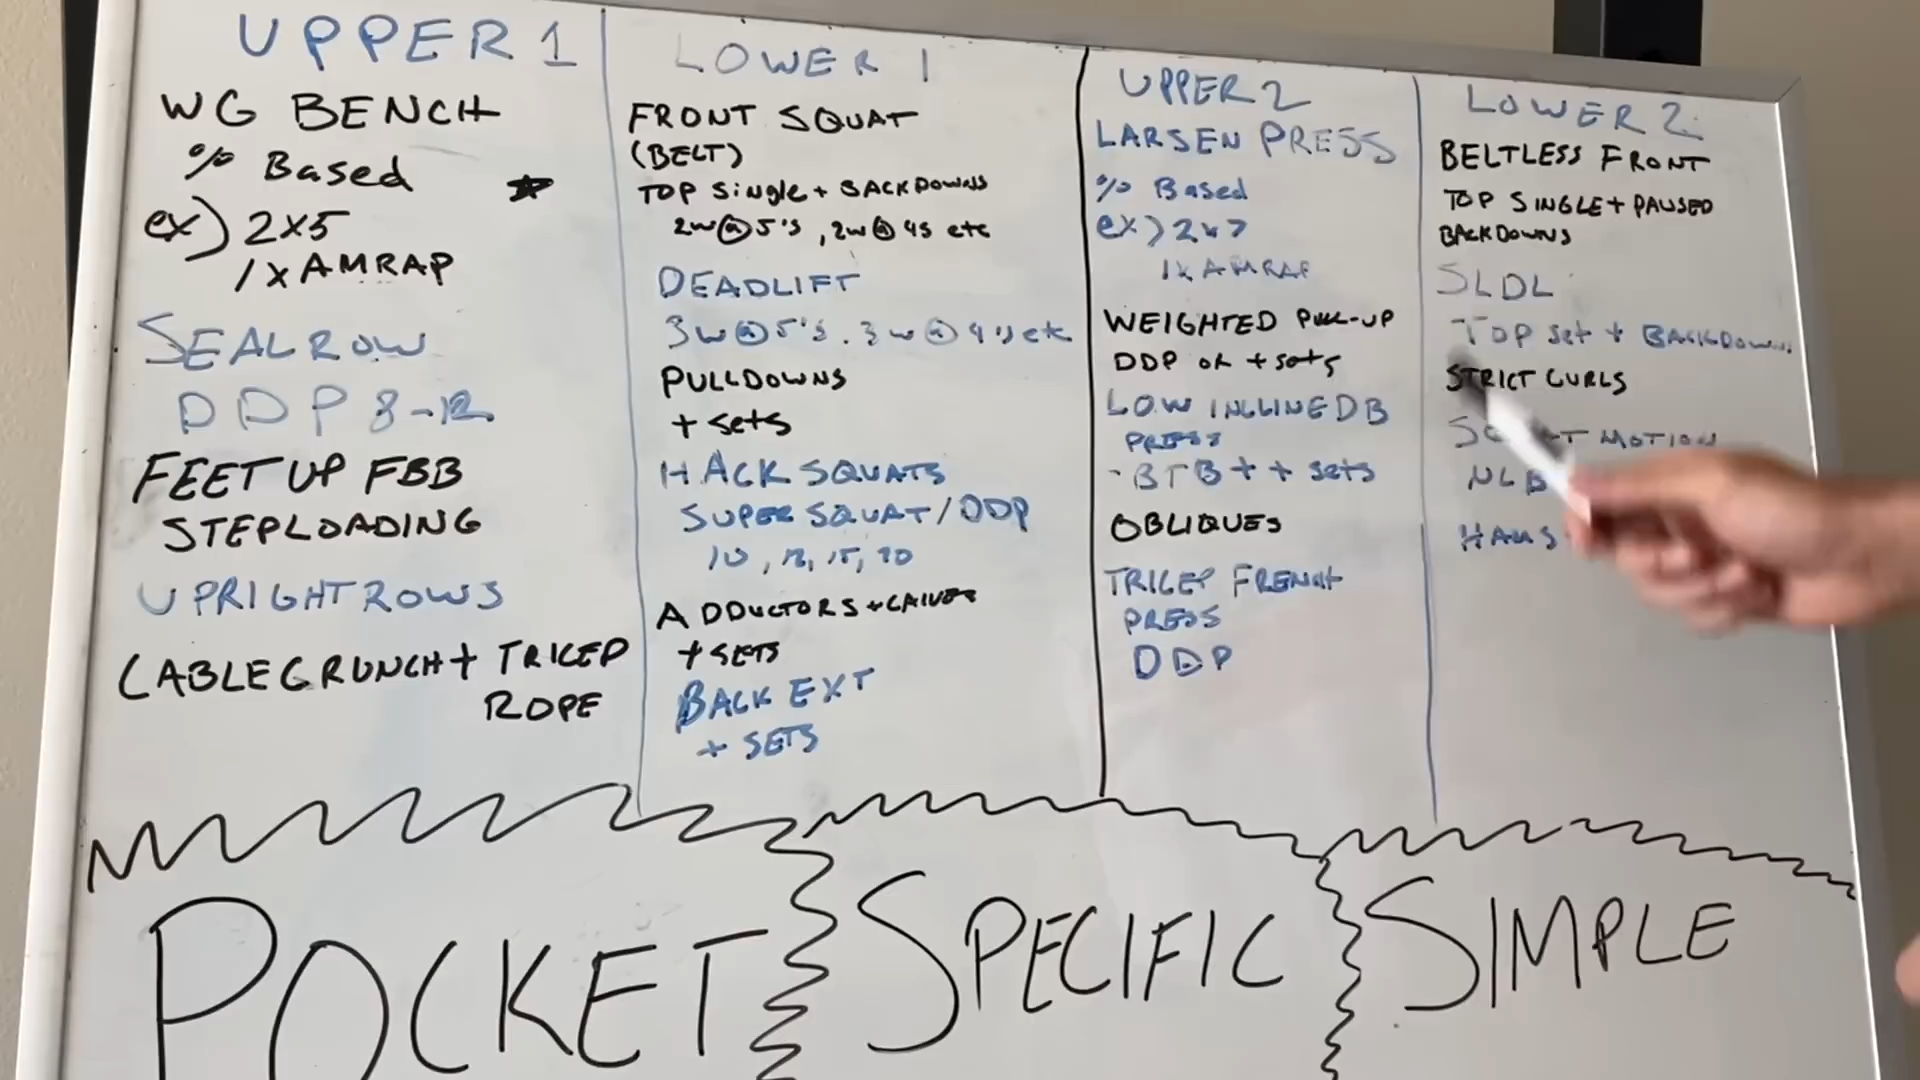 UPPER 1
WG BENCH
% Based
ex) 2x5
1x AMRAP
SEAL ROW
DDP 8-12
FEET UP FBB
STEPLOADING
UPRIGHT ROWS
CABLE CRUNCH + TRICEP
ROPE
LOWER 1
FRONT SQUAT
(BELT)
TOP Single + BACKDOWNS
2w@5's, 2w@4s etc
DEADLIFT
3w@5's. 3w@4's etc
PULLDOWNS
+ sets
HACK SQUATS
SUPER SQUAT/DDP
10, 12, 15, 20
ADDUCTORS + CALVES
+ SETS
BACK EXT
+ SETS
UPPER 2
LARSEN PRESS
% Based
ex) 2x7
1x AMRAP
WEIGHTED PULL-UP
DDP OR + sets
LOW INCLINE DB
PRESS
- BTB + + sets
OBLIQUES
TRICEP FRENCH
PRESS
DDP
LOWER 2
BELTLESS FRONT
TOP SINGLE + PAUSED
BACKDOWNS
SLDL
TOP set + BACKDOWNS
STRICT CURLS
MOTION
POCKET
SPECIFIC
SIMPLE